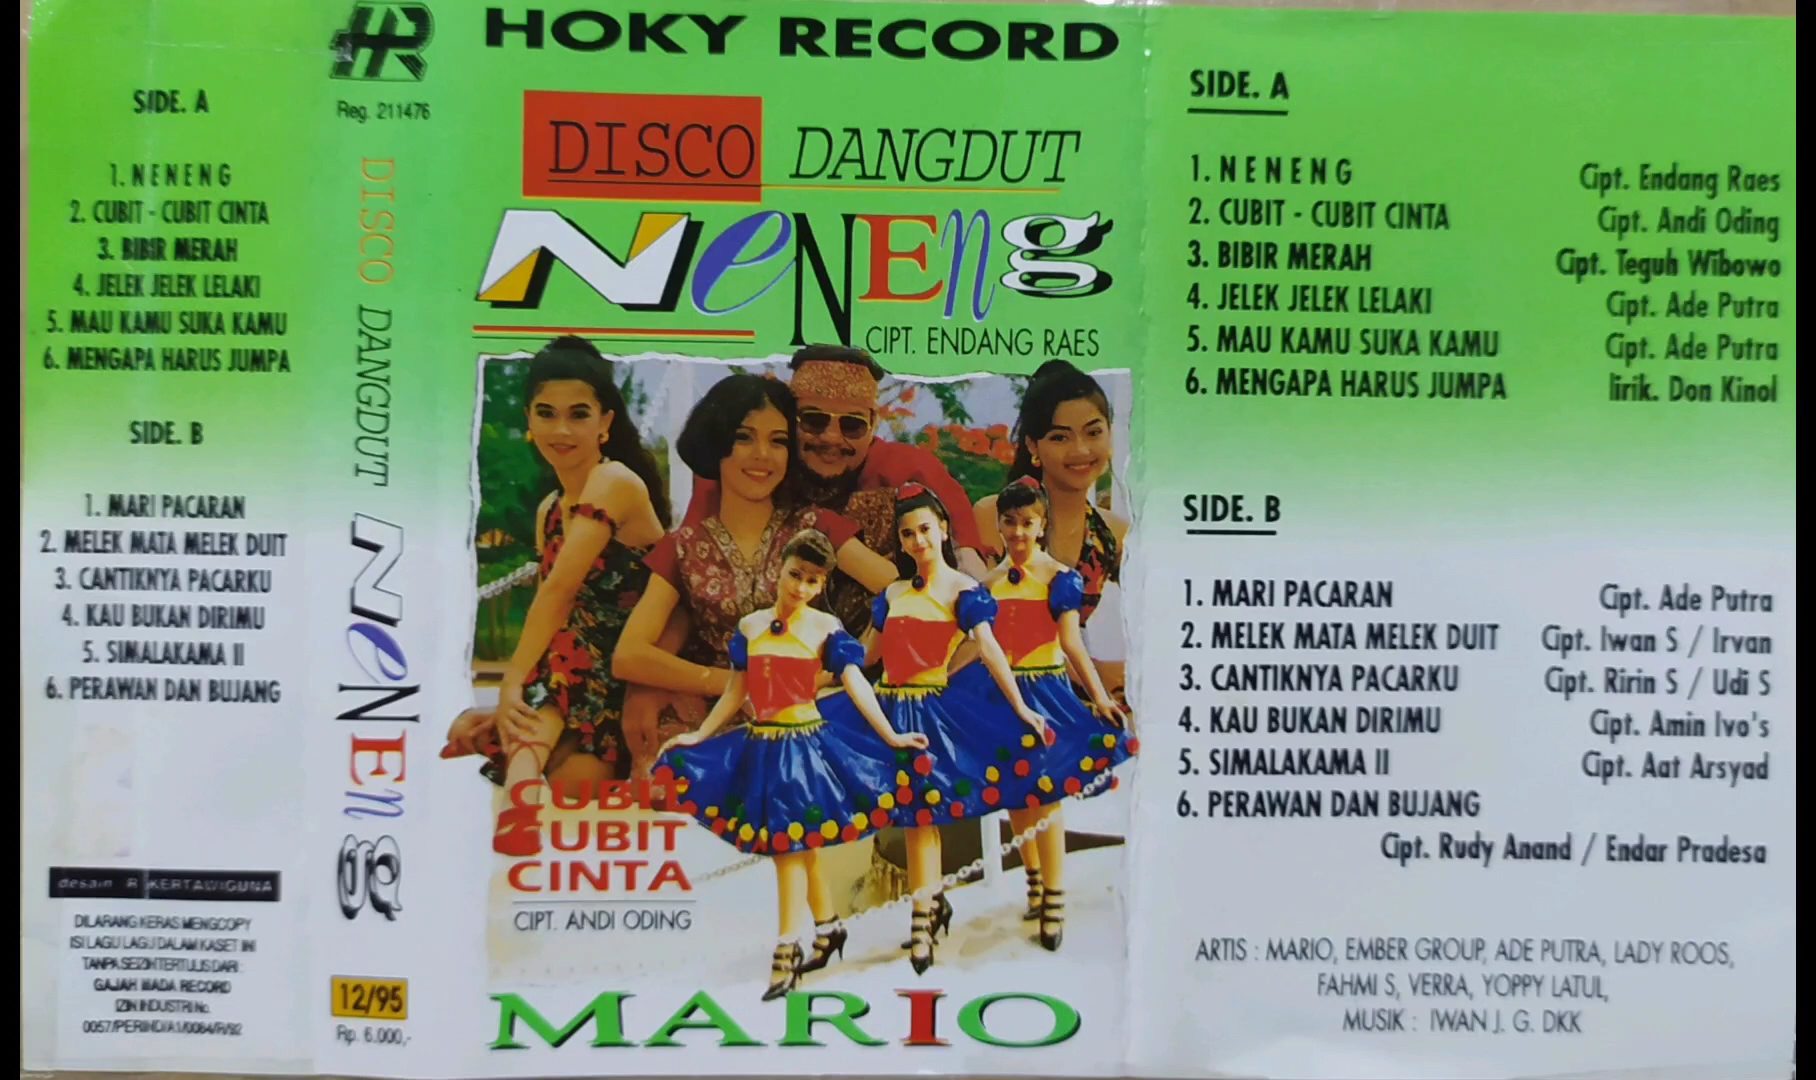 SIDE. A
1. NENENG
2. CUBIT - CUBIT CINTA
3. BIBIR MERAH
4. JELEK JELEK LELAKI
5. MAU KAMU SUKA KAMU
6. MENGAPA HARUS JUMPA
SIDE. B
1. MARI PACARAN
2. MELEK MATA MELEK DUIT
3. CANTIKNYA PACARKU
4. KAU BUKAN DIRIMU
5. SIMALAKAMA II
6. PERAWAN DAN BUJANG
desain R KERTAWIGUNA
DILARANG KERAS MENGCOPY
ISI LAGU LAGU DALAM KASET INI
TANPA SEIZIN TERTULIS DARI :
GAJAH MADA RECORD
IZIN INDUSTRI No.
HR
Reg. 211476
DISCO DANGDUT NeNEng
12/95
Rp. 6.000,-
HOKY RECORD
DISCO DANGDUT
NeNEng
CIPT. ENDANG RAES
CUBIT
CUBIT
CINTA
CIPT. ANDI ODING
MARIO
SIDE. A
1. N E N E N G Cipt. Endang Raes
2. CUBIT - CUBIT CINTA Cipt. Andi Oding
3. BIBIR MERAH Cipt. Teguh Wibowo
4. JELEK JELEK LELAKI Cipt. Ade Putra
5. MAU KAMU SUKA KAMU Cipt. Ade Putra
6. MENGAPA HARUS JUMPA lirik. Don Kinol
SIDE. B
1. MARI PACARAN Cipt. Ade Putra
2. MELEK MATA MELEK DUIT Cipt. Iwan S / Irvan
3. CANTIKNYA PACARKU Cipt. Ririn S / Udi S
4. KAU BUKAN DIRIMU Cipt. Amin Ivo's
5. SIMALAKAMA II Cipt. Aat Arsyad
6. PERAWAN DAN BUJANG
Cipt. Rudy Anand / Endar Pradesa
ARTIS : MARIO, EMBER GROUP, ADE PUTRA, LADY ROOS,
FAHMI S, VERRA, YOPPY LATUL,
MUSIK : IWAN J. G. DKK